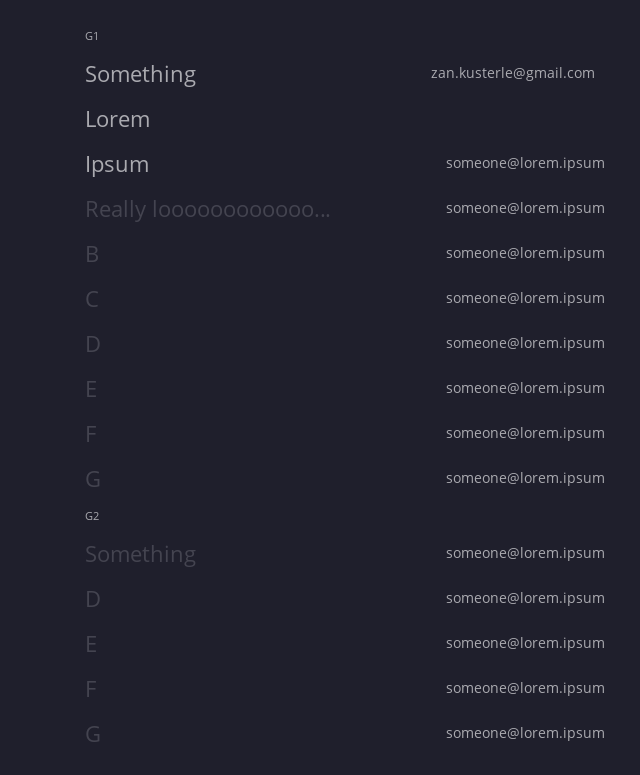 G1
Something zan.kusterle@gmail.com
Lorem
Ipsum someone@lorem.ipsum
Really loooooooooooo... someone@lorem.ipsum
B someone@lorem.ipsum
C someone@lorem.ipsum
D someone@lorem.ipsum
E someone@lorem.ipsum
F someone@lorem.ipsum
G someone@lorem.ipsum
G2
Something someone@lorem.ipsum
D someone@lorem.ipsum
E someone@lorem.ipsum
F someone@lorem.ipsum
G someone@lorem.ipsum